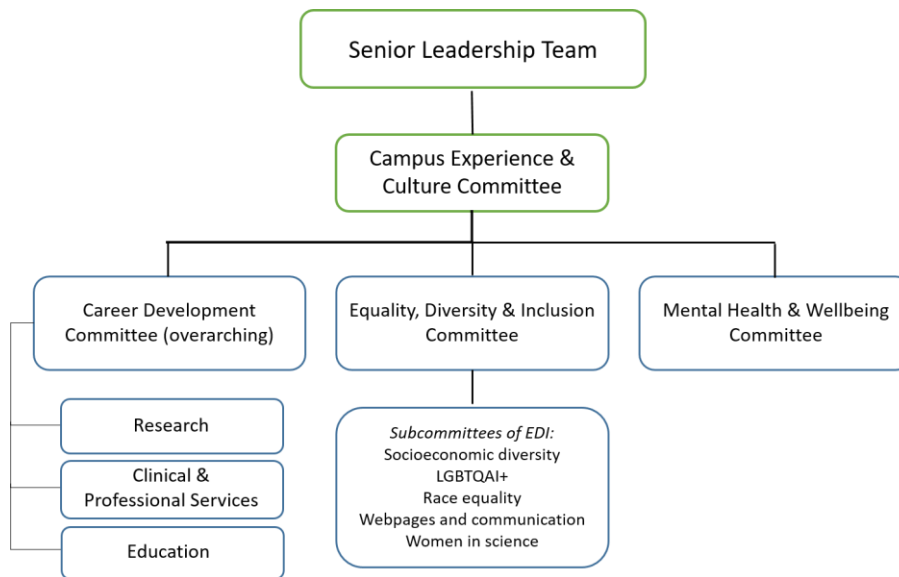 Senior Leadership Team
Campus Experience &
Culture Committee
Career Development
Committee (overarching)
Equality, Diversity & Inclusion
Committee
Mental Health & Wellbeing
Committee
Research
Clinical &
Professional Services
Education
Subcommittees of EDI:
Socioeconomic diversity
LGBTQAI+
Race equality
Webpages and communication
Women in science